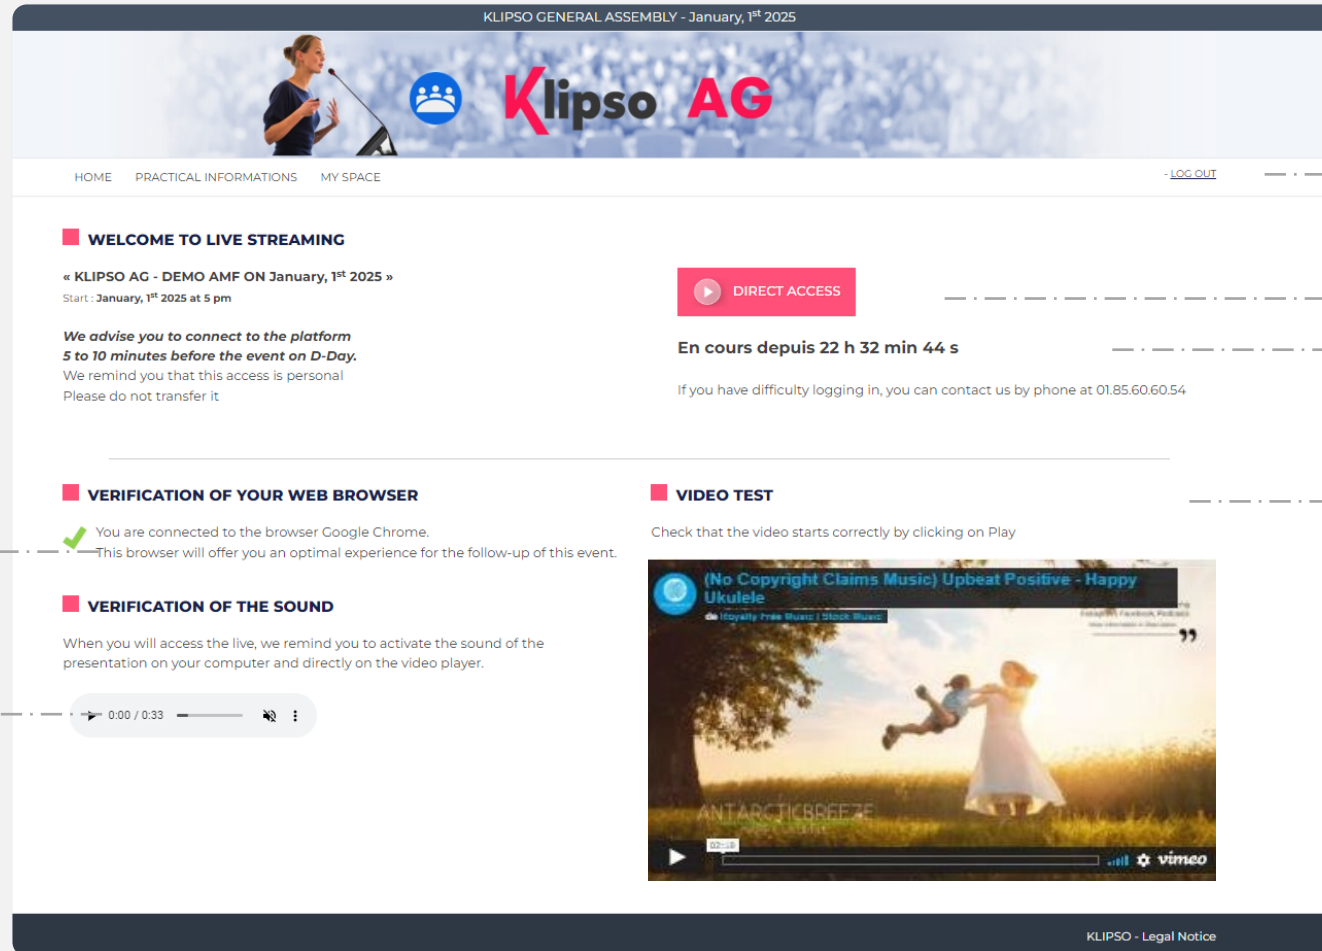 KLIPSO GENERAL ASSEMBLY - January, 1st 2025
Klipso AG
HOME PRACTICAL INFORMATIONS MY SPACE
- LOG OUT
WELCOME TO LIVE STREAMING
« KLIPSO AG - DEMO AMF ON January, 1st 2025 »
Start : January, 1st 2025 at 5 pm
We advise you to connect to the platform
5 to 10 minutes before the event on D-Day.
We remind you that this access is personal
Please do not transfer it
DIRECT ACCESS
En cours depuis 22 h 32 min 44 s
If you have difficulty logging in, you can contact us by phone at 01.85.60.60.54
VERIFICATION OF YOUR WEB BROWSER
You are connected to the browser Google Chrome.
This browser will offer you an optimal experience for the follow-up of this event.
VERIFICATION OF THE SOUND
When you will access the live, we remind you to activate the sound of the
presentation on your computer and directly on the video player.
0:00 / 0:33
VIDEO TEST
Check that the video starts correctly by clicking on Play
(No Copyright Claims Music) Upbeat Positive - Happy
Ukulele
de Royalty Free Music | Stock Music
ANTARCTICBREEZE
vimeo
KLIPSO - Legal Notice